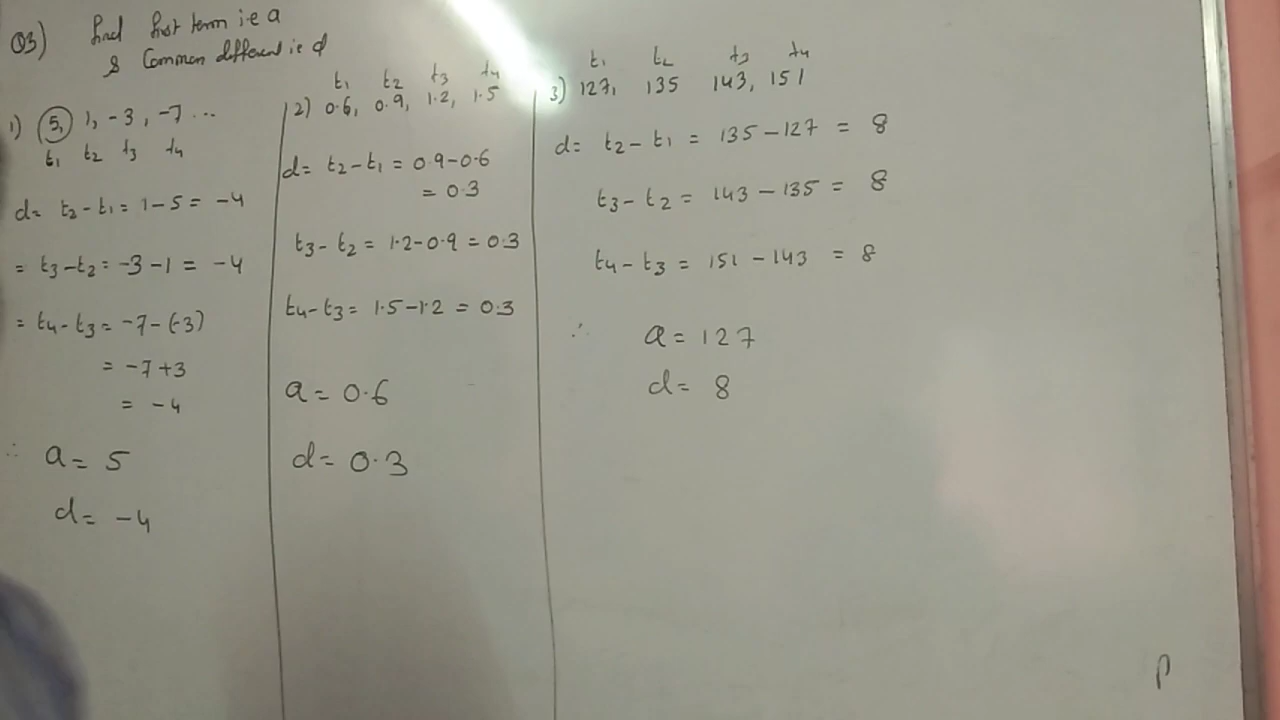 Q3) find first term i.e a
& Common different i.e d
1) 5, 1, -3, -7 ...
t₁ t₂ t₃ t₄
d= t₂ - t₁ = 1 - 5 = -4
= t₃ - t₂ = -3 - 1 = -4
= t₄ - t₃ = -7 - (-3)
= -7 + 3
= -4
∴ a = 5
d = -4
t₁ t₂ t₃ t₄
2) 0.6, 0.9, 1.2, 1.5
d = t₂ - t₁ = 0.9 - 0.6
= 0.3
t₃ - t₂ = 1.2 - 0.9 = 0.3
t₄ - t₃ = 1.5 - 1.2 = 0.3
a = 0.6
d = 0.3
t₁ t₂ t₃ t₄
3) 127, 135 143, 151
d = t₂ - t₁ = 135 - 127 = 8
t₃ - t₂ = 143 - 135 = 8
t₄ - t₃ = 151 - 143 = 8
∴ a = 127
d = 8